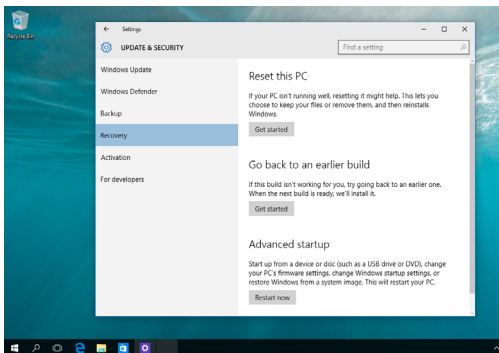 Recycle Bin
Settings
UPDATE & SECURITY
Find a setting
Windows Update
Windows Defender
Backup
Recovery
Activation
For developers
Reset this PC
If your PC isn't running well, resetting it might help. This lets you
choose to keep your files or remove them, and then reinstalls
Windows.
Get started
Go back to an earlier build
If this build isn't working for you, try going back to an earlier one.
When the next build is ready, we'll install it.
Get started
Advanced startup
Start up from a device or disc (such as a USB drive or DVD), change
your PC's firmware settings, change Windows startup settings, or
restore Windows from a system image. This will restart your PC.
Restart now